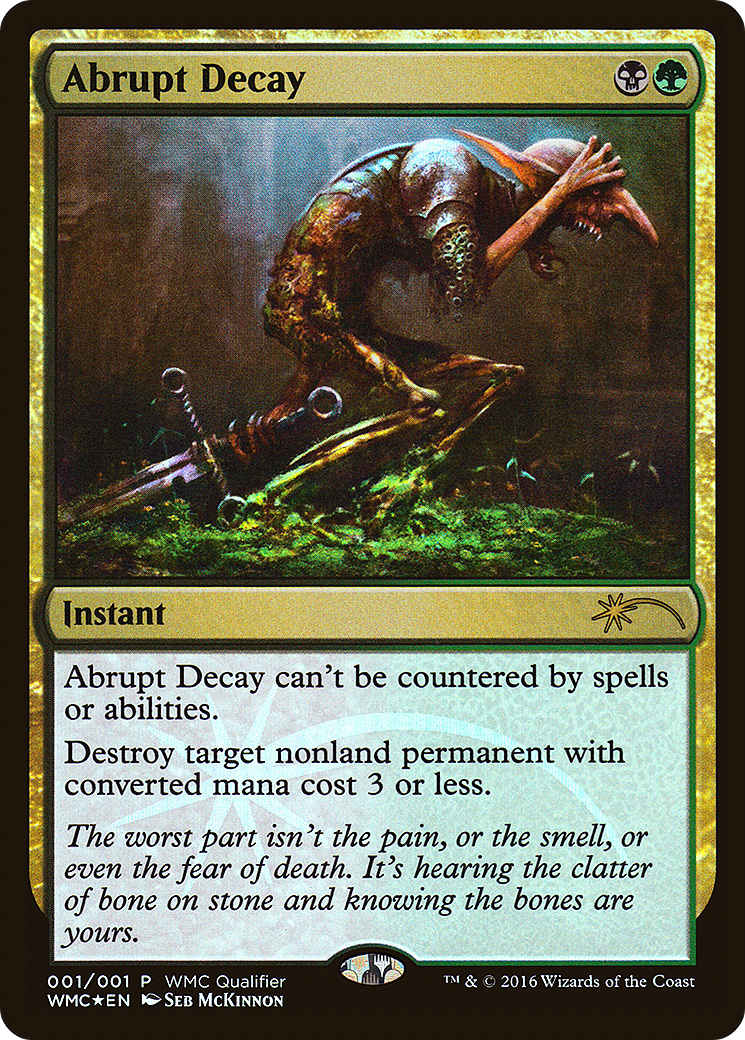 Abrupt Decay
Instant
Abrupt Decay can't be countered by spells
or abilities.
Destroy target nonland permanent with
converted mana cost 3 or less.
The worst part isn't the pain, or the smell, or
even the fear of death. It's hearing the clatter
of bone on stone and knowing the bones are
yours.
001/001 P WMC Qualifier
WMC★EN Seb McKinnon
™ & © 2016 Wizards of the Coast